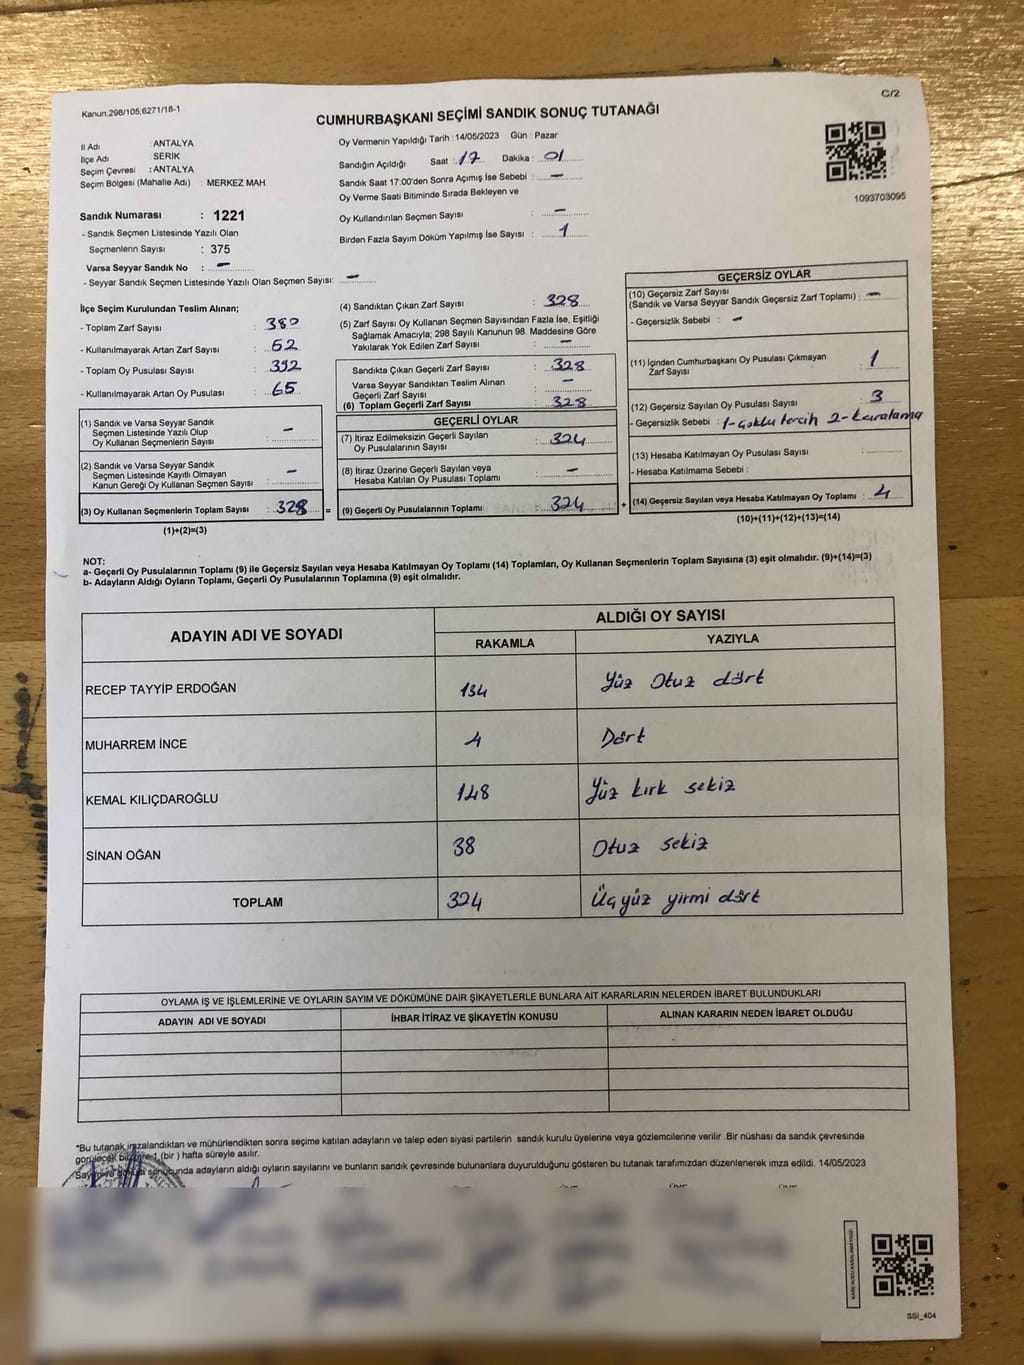 Kanun:298/105;6271/18-1
C/2
CUMHURBAŞKANI SEÇİMİ SANDIK SONUÇ TUTANAĞI
İl Adı : ANTALYA
İlçe Adı : SERİK
Seçim Çevresi : ANTALYA
Seçim Bölgesi (Mahalle Adı) : MERKEZ MAH.
Oy Vermenin Yapıldığı Tarih : 14/05/2023 Gün : Pazar
Sandığın Açıldığı Saat : 17 Dakika : 01
Sandık Saat 17:00'den Sonra Açımış İse Sebebi : -
Oy Verme Saati Bitiminde Sırada Bekleyen ve
Oy Kullandırılan Seçmen Sayısı : -
Birden Fazla Sayım Döküm Yapılmış İse Sayısı : 1
1093703095
Sandık Numarası : 1221
- Sandık Seçmen Listesinde Yazılı Olan
Seçmenlerin Sayısı : 375
Varsa Seyyar Sandık No : -
- Seyyar Sandık Seçmen Listesinde Yazılı Olan Seçmen Sayısı: -
İlçe Seçim Kurulundan Teslim Alınan;
- Toplam Zarf Sayısı : 380
- Kullanılmayarak Artan Zarf Sayısı : 52
- Toplam Oy Pusulası Sayısı : 392
- Kullanılmayarak Artan Oy Pusulası : 65
(1) Sandık ve Varsa Seyyar Sandık
Seçmen Listesinde Yazılı Olup
Oy Kullanan Seçmenlerin Sayısı : -
(2) Sandık ve Varsa Seyyar Sandık
Seçmen Listesinde Kayıtlı Olmayan
Kanun Gereği Oy Kullanan Seçmen Sayısı : -
(3) Oy Kullanan Seçmenlerin Toplam Sayısı : 328 =
(1)+(2)=(3)
(4) Sandıktan Çıkan Zarf Sayısı : 328
(5) Zarf Sayısı Oy Kullanan Seçmen Sayısından Fazla İse, Eşitliği
Sağlamak Amacıyla; 298 Sayılı Kanunun 98. Maddesine Göre
Yakılarak Yok Edilen Zarf Sayısı : -
Sandıkta Çıkan Geçerli Zarf Sayısı : 328
Varsa Seyyar Sandıktan Teslim Alınan
Geçerli Zarf Sayısı : -
(6) Toplam Geçerli Zarf Sayısı : 328
GEÇERLİ OYLAR
(7) İtiraz Edilmeksizin Geçerli Sayılan
Oy Pusulalarının Sayısı : 324
(8) İtiraz Üzerine Geçerli Sayılan veya
Hesaba Katılan Oy Pusulası Toplamı : -
(9) Geçerli Oy Pusulalarının Toplamı : 324 +
GEÇERSİZ OYLAR
(10) Geçersiz Zarf Sayısı
(Sandık ve Varsa Seyyar Sandık Geçersiz Zarf Toplamı) : -
- Geçersizlik Sebebi : -
(11) İçinden Cumhurbaşkanı Oy Pusulası Çıkmayan
Zarf Sayısı : 1
(12) Geçersiz Sayılan Oy Pusulası Sayısı : 3
- Geçersizlik Sebebi : 1-çoklu tercih 2-karalama
(13) Hesaba Katılmayan Oy Pusulası Sayısı :
- Hesaba Katılmama Sebebi :
(14) Geçersiz Sayılan veya Hesaba Katılmayan Oy Toplamı : 4
(10)+(11)+(12)+(13)=(14)
NOT:
a- Geçerli Oy Pusulalarının Toplamı (9) ile Geçersiz Sayılan veya Hesaba Katılmayan Oy Toplamı (14) Toplamları, Oy Kullanan Seçmenlerin Toplam Sayısına (3) eşit olmalıdır. (9)+(14)=(3)
b- Adayların Aldığı Oyların Toplamı, Geçerli Oy Pusulalarının Toplamına (9) eşit olmalıdır.
ADAYIN ADI VE SOYADI ALDIĞI OY SAYISI
RAKAMLA YAZIYLA
RECEP TAYYİP ERDOĞAN 134 Yüz Otuz dört
MUHARREM İNCE 4 Dört
KEMAL KILIÇDAROĞLU 148 Yüz kırk sekiz
SİNAN OĞAN 38 Otuz sekiz
TOPLAM 324 Üçyüz yirmi dört
OYLAMA İŞ VE İŞLEMLERİNE VE OYLARIN SAYIM VE DÖKÜMÜNE DAİR ŞİKAYETLERLE BUNLARA AİT KARARLARIN NELERDEN İBARET BULUNDUKLARI
ADAYIN ADI VE SOYADI İHBAR İTİRAZ VE ŞİKAYETİN KONUSU ALINAN KARARIN NEDEN İBARET OLDUĞU
*Bu tutanak imzalandıktan ve mühürlendikten sonra seçime katılan adayların ve talep eden siyasi partilerin sandık kurulu üyelerine veya gözlemcilerine verilir .Bir nüshası da sandık çevresinde
görülecek bir yere 1 (bir ) hafta süreyle asılır.
sonucunda adayların aldığı oyların sayılarını ve bunların sandık çevresinde bulunanlara duyurulduğunu gösteren bu tutanak tarafımızdan düzenlenerek imza edildi. 14/05/2023
SSI_404